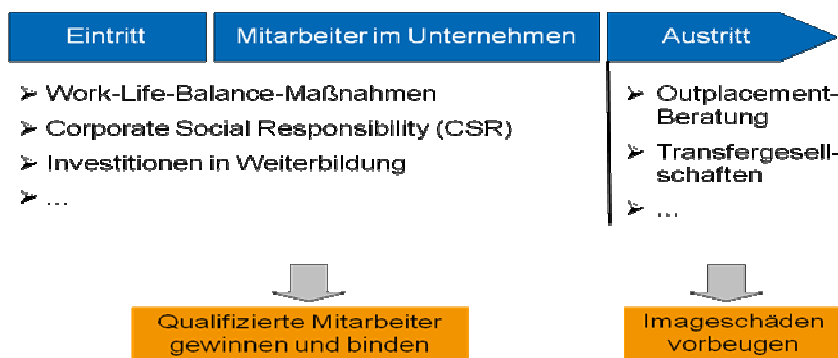 Eintritt
Mitarbeiter im Unternehmen
Austritt
➢ Work-Life-Balance-Maßnahmen
➢ Corporate Social Responsibility (CSR)
➢ Investitionen in Weiterbildung
➢ ...
➢ Outplacement-
Beratung
➢ Transfergesell-
schaften
➢ ...
Qualifizierte Mitarbeiter
gewinnen und binden
Imageschäden
vorbeugen